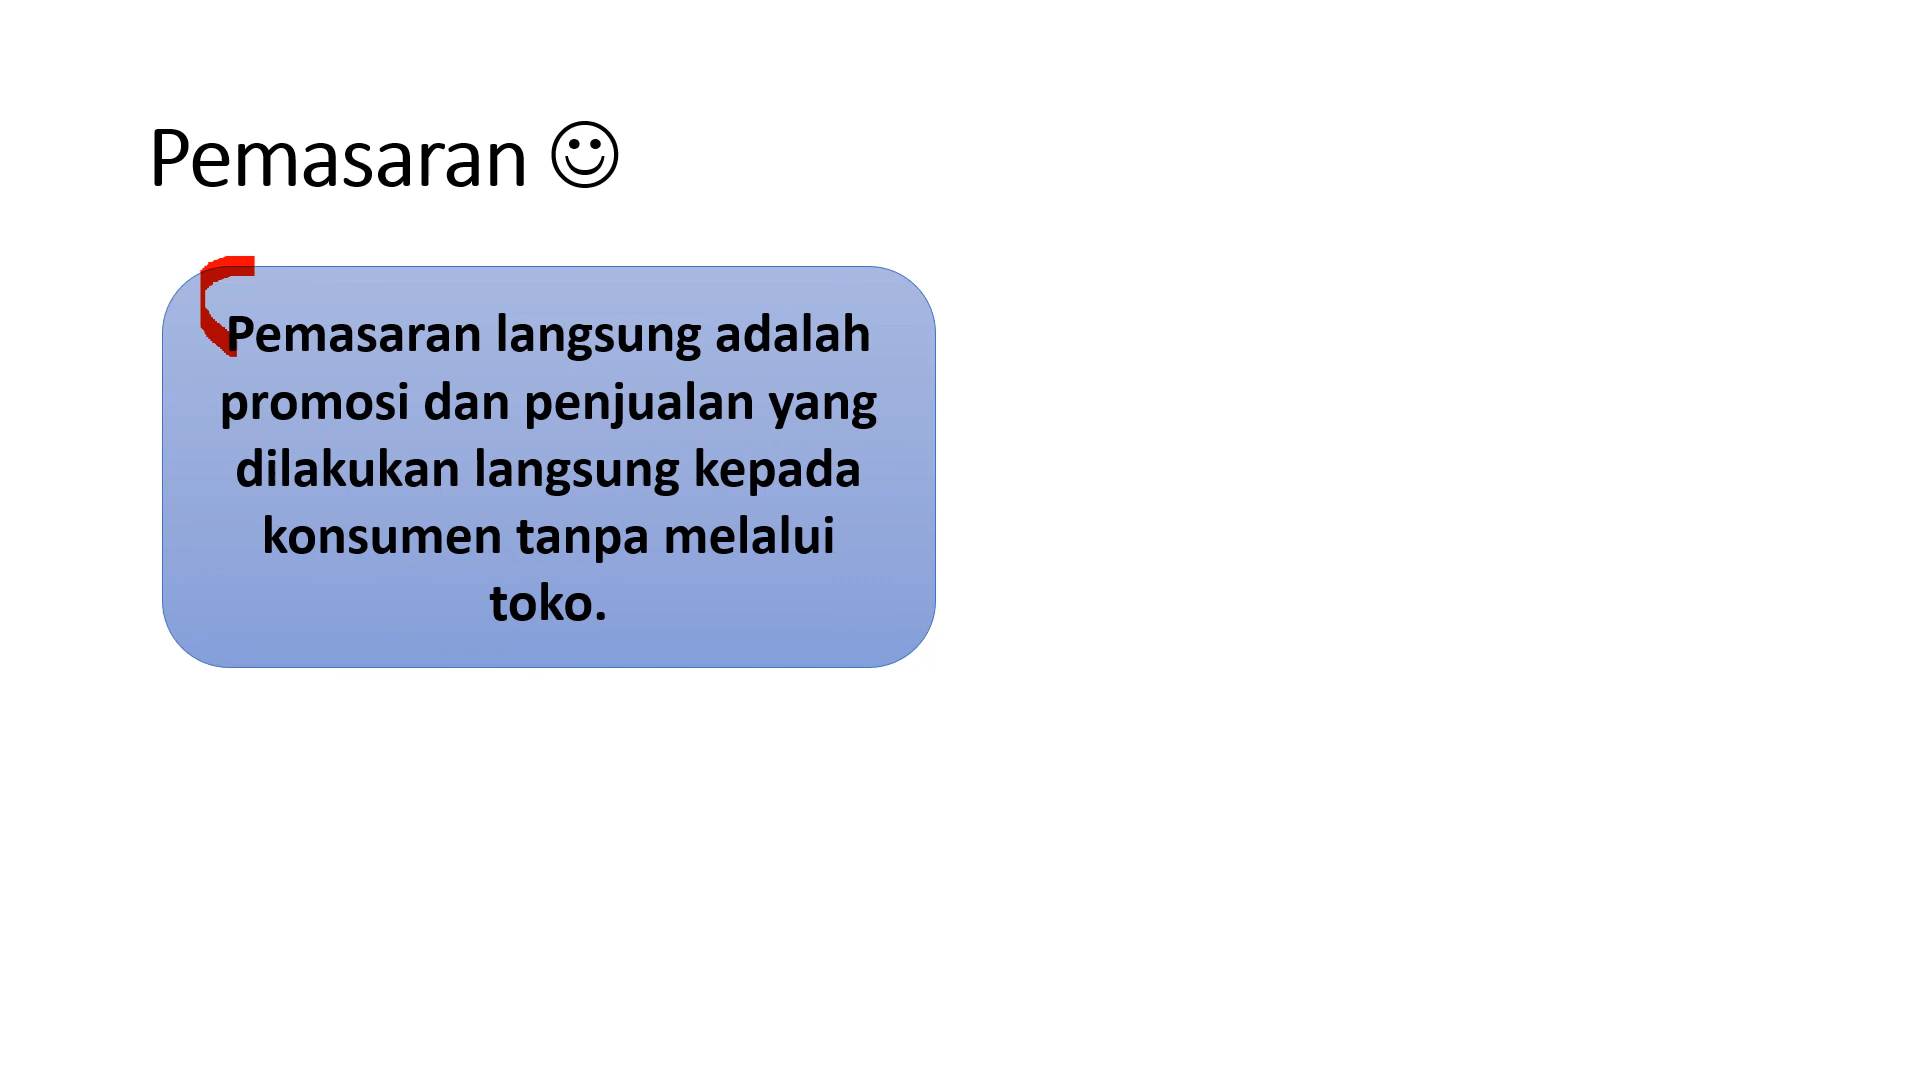 Pemasaran ☺
Pemasaran langsung adalah
promosi dan penjualan yang
dilakukan langsung kepada
konsumen tanpa melalui
toko.